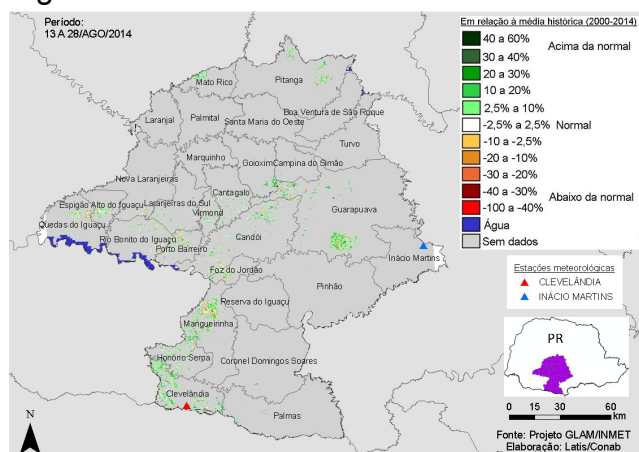 Período:
13 A 28/AGO/2014
Em relação à média histórica (2000-2014)
40 a 60%
30 a 40%
20 a 30%
10 a 20%
2,5% a 10%
-2,5% a 2,5%
-10 a -2,5%
-20 a -10%
-30 a -20%
-40 a -30%
-100 a -40%
Água
Sem dados
Acima da normal
Normal
Abaixo da normal
Mato Rico
Pitanga
Laranjal
Palmital
Santa Maria do Oeste
Boa Ventura de São Roque
Turvo
Marquinho
Goioxim
Campina do Simão
Nova Laranjeiras
Cantagalo
Espigão Alto do Iguaçu
Laranjeiras do Sul
Virmond
Guarapuava
Quedas do Iguaçu
Rio Bonito do Iguaçu
Porto Barreiro
Candói
Inácio Martins
Foz do Jordão
Pinhão
Reserva do Iguaçu
Mangueirinha
Honório Serpa
Coronel Domingos Soares
Clevelândia
Palmas
Estações meteorológicas
CLEVELÂNDIA
INÁCIO MARTINS
PR
N
0 15 30 60
km
Fonte: Projeto GLAM/INMET
Elaboração: Latis/Conab